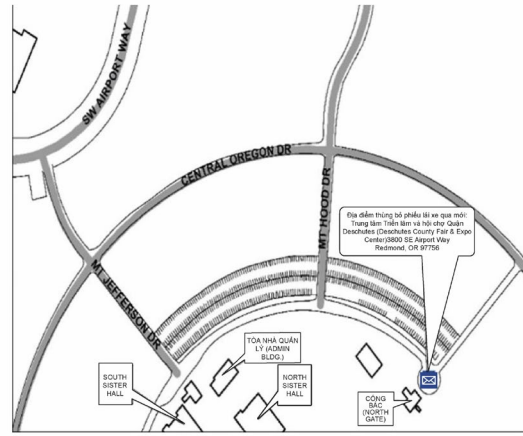 SW AIRPORT WAY
CENTRAL OREGON DR
MT HOOD DR
Địa điểm thùng bỏ phiếu lái xe qua mới:
Trung tâm Triển lãm và hội chợ Quận
Deschutes (Deschutes County Fair & Expo
Center)3800 SE Airport Way
Redmond, OR 97756
MT JEFFERSON DR
TÒA NHÀ QUẢN
LÝ (ADMIN
BLDG.)
SOUTH
SISTER
HALL
NORTH
SISTER
HALL
CỔNG
BẮC
(NORTH
GATE)